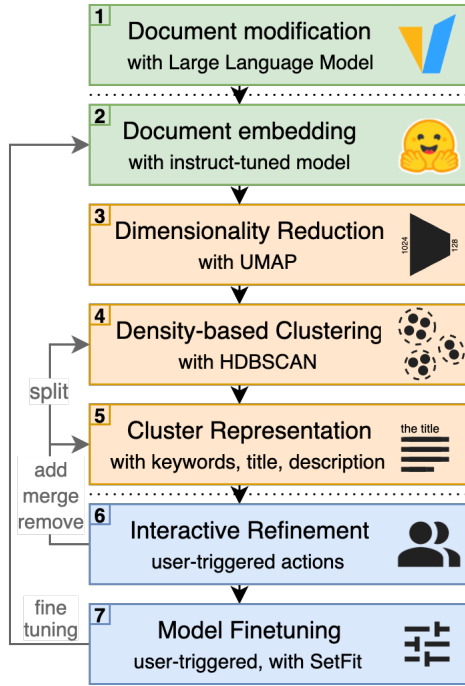 1
Document modification
with Large Language Model
2
Document embedding
with instruct-tuned model
3
Dimensionality Reduction
with UMAP
1024
128
4
Density-based Clustering
with HDBSCAN
split
5
Cluster Representation
with keywords, title, description
the title
add
merge
remove
6
Interactive Refinement
user-triggered actions
fine
tuning
7
Model Finetuning
user-triggered, with SetFit